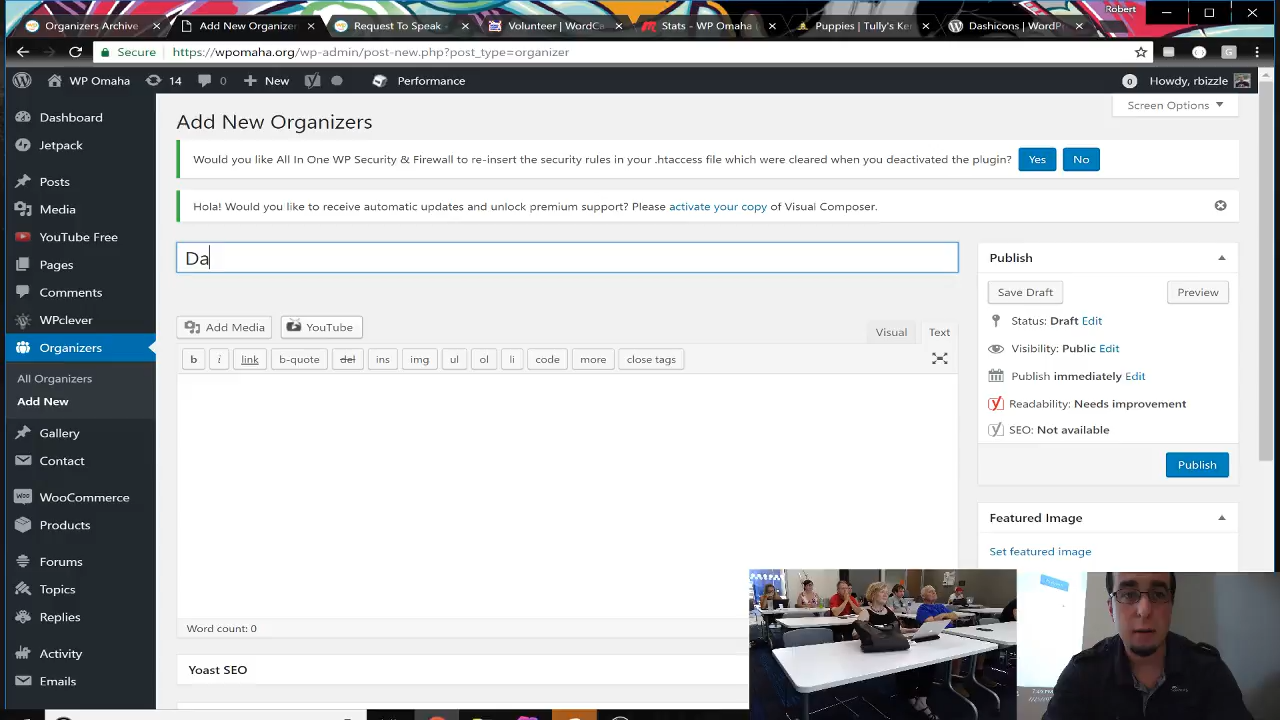 Robert
Organizers Archive
Add New Organizer
Request To Speak
Volunteer | WordCa
Stats - WP Omaha
Puppies | Tully's Ker
Dashicons | WordP
Secure https://wpomaha.org/wp-admin/post-new.php?post_type=organizer
WP Omaha 14 0 New Performance 0 Howdy, rbizzle
Screen Options
Dashboard
Jetpack
Posts
Media
YouTube Free
Pages
Comments
WPclever
Organizers
All Organizers
Add New
Gallery
Contact
WooCommerce
Products
Forums
Topics
Replies
Activity
Emails
Add New Organizers
Would you like All In One WP Security & Firewall to re-insert the security rules in your .htaccess file which were cleared when you deactivated the plugin? Yes No
Hola! Would you like to receive automatic updates and unlock premium support? Please activate your copy of Visual Composer.
Da
Add Media YouTube
Visual Text
b i link b-quote del ins img ul ol li code more close tags
Word count: 0
Yoast SEO
Publish
Save Draft Preview
Status: Draft Edit
Visibility: Public Edit
Publish immediately Edit
Readability: Needs improvement
SEO: Not available
Publish
Featured Image
Set featured image